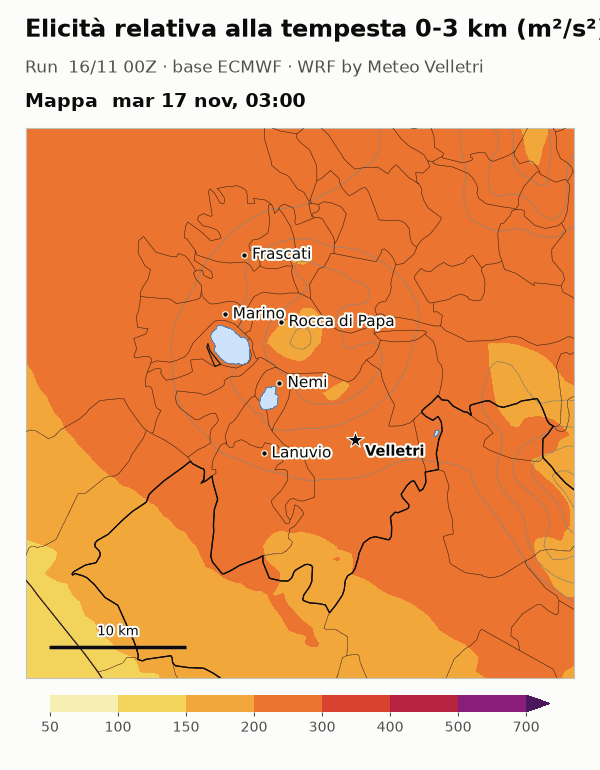 Elicità relativa alla tempesta 0-3 km (m²/s²)
Run  16/11 00Z · base ECMWF · WRF by Meteo Velletri
Mappa  mar 17 nov, 03:00
Frascati
Marino
Rocca di Papa
Nemi
Velletri
Lanuvio
10 km
50 100 150 200 300 400 500 700